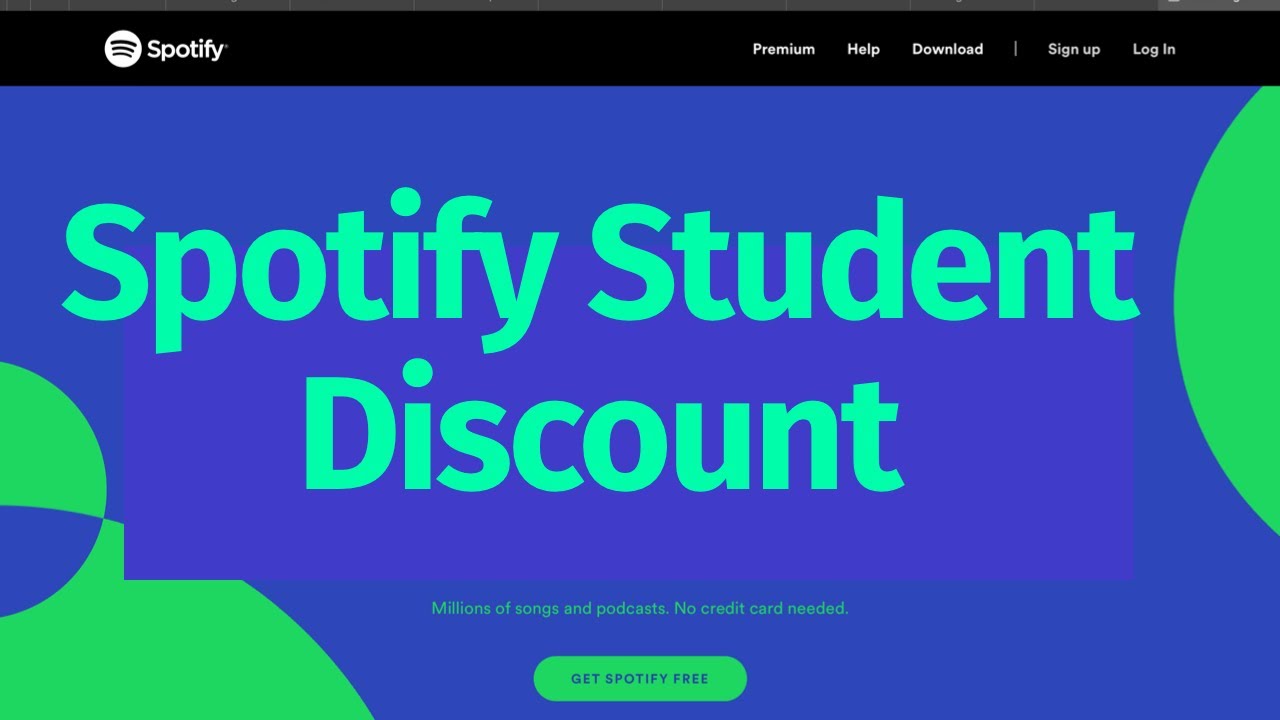 Spotify®
Premium Help Download | Sign up Log In
Spotify Student
Discount
Millions of songs and podcasts. No credit card needed.
GET SPOTIFY FREE